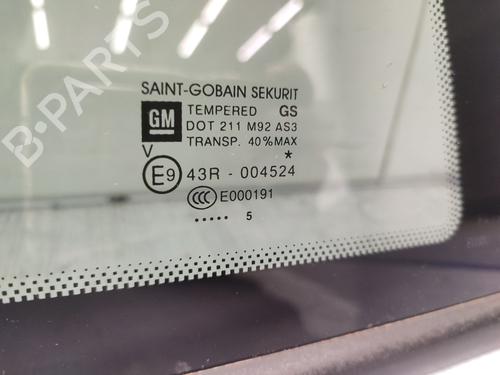 B-PARTS
SAINT-GOBAIN SEKURIT
GM TEMPERED GS
DOT 211 M92 AS3
TRANSP. 40%MAX
V *
E9 43R - 004524
CCC E000191
..... 5